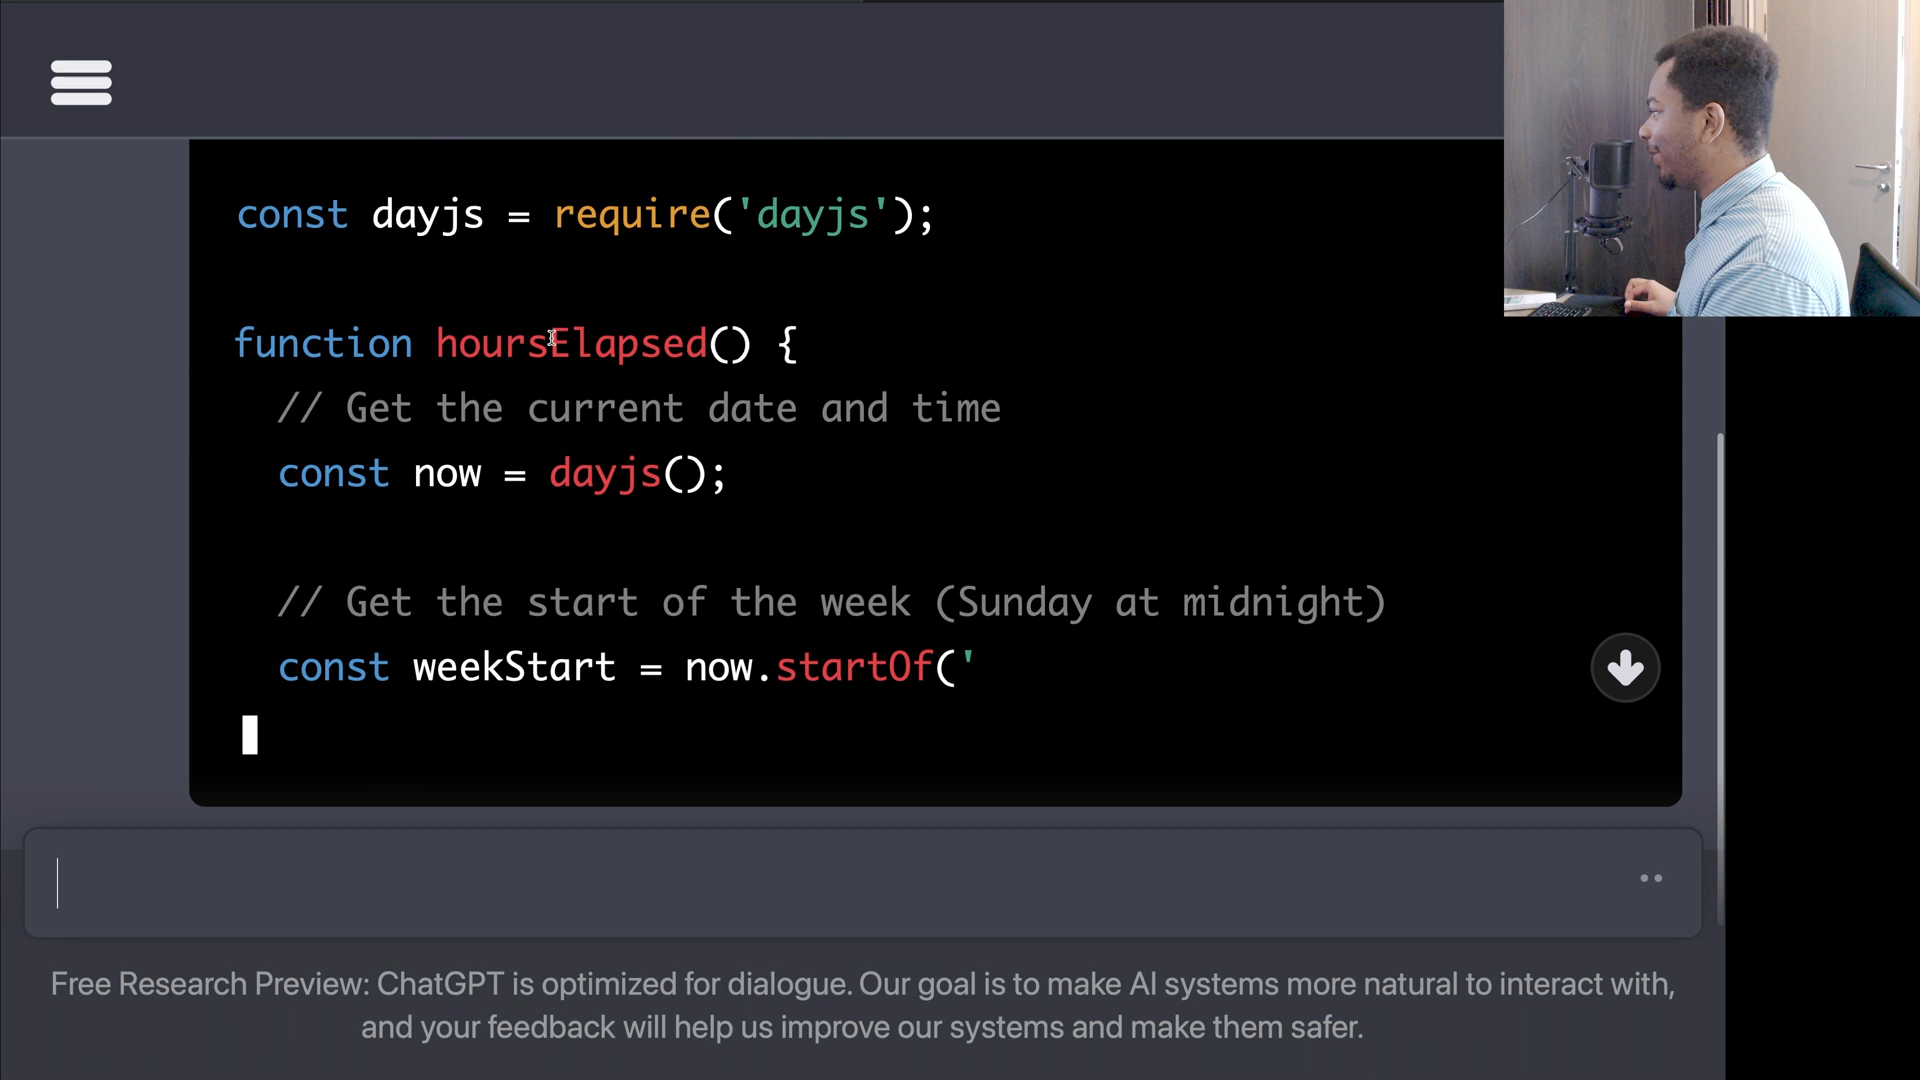 const dayjs = require('dayjs');
function hoursElapsed() {
// Get the current date and time
const now = dayjs();
// Get the start of the week (Sunday at midnight)
const weekStart = now.startOf('
Free Research Preview: ChatGPT is optimized for dialogue. Our goal is to make AI systems more natural to interact with,
and your feedback will help us improve our systems and make them safer.